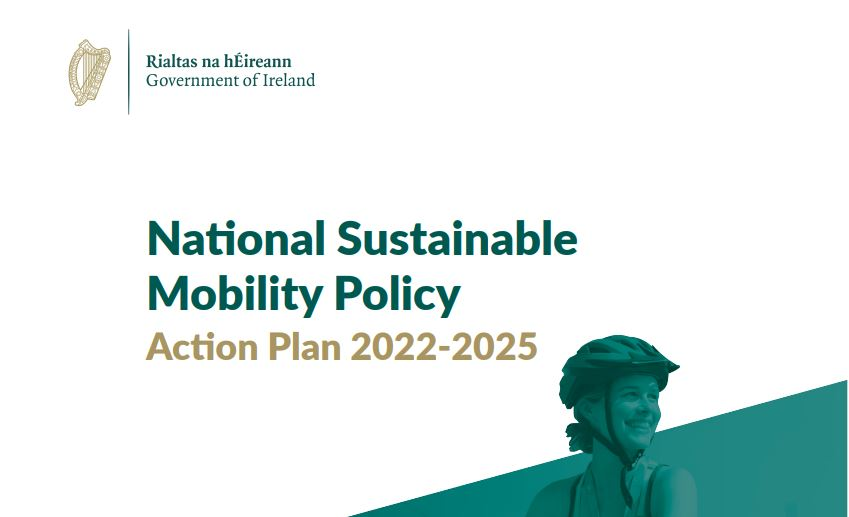 Rialtas na hÉireann
Government of Ireland
National Sustainable
Mobility Policy
Action Plan 2022-2025